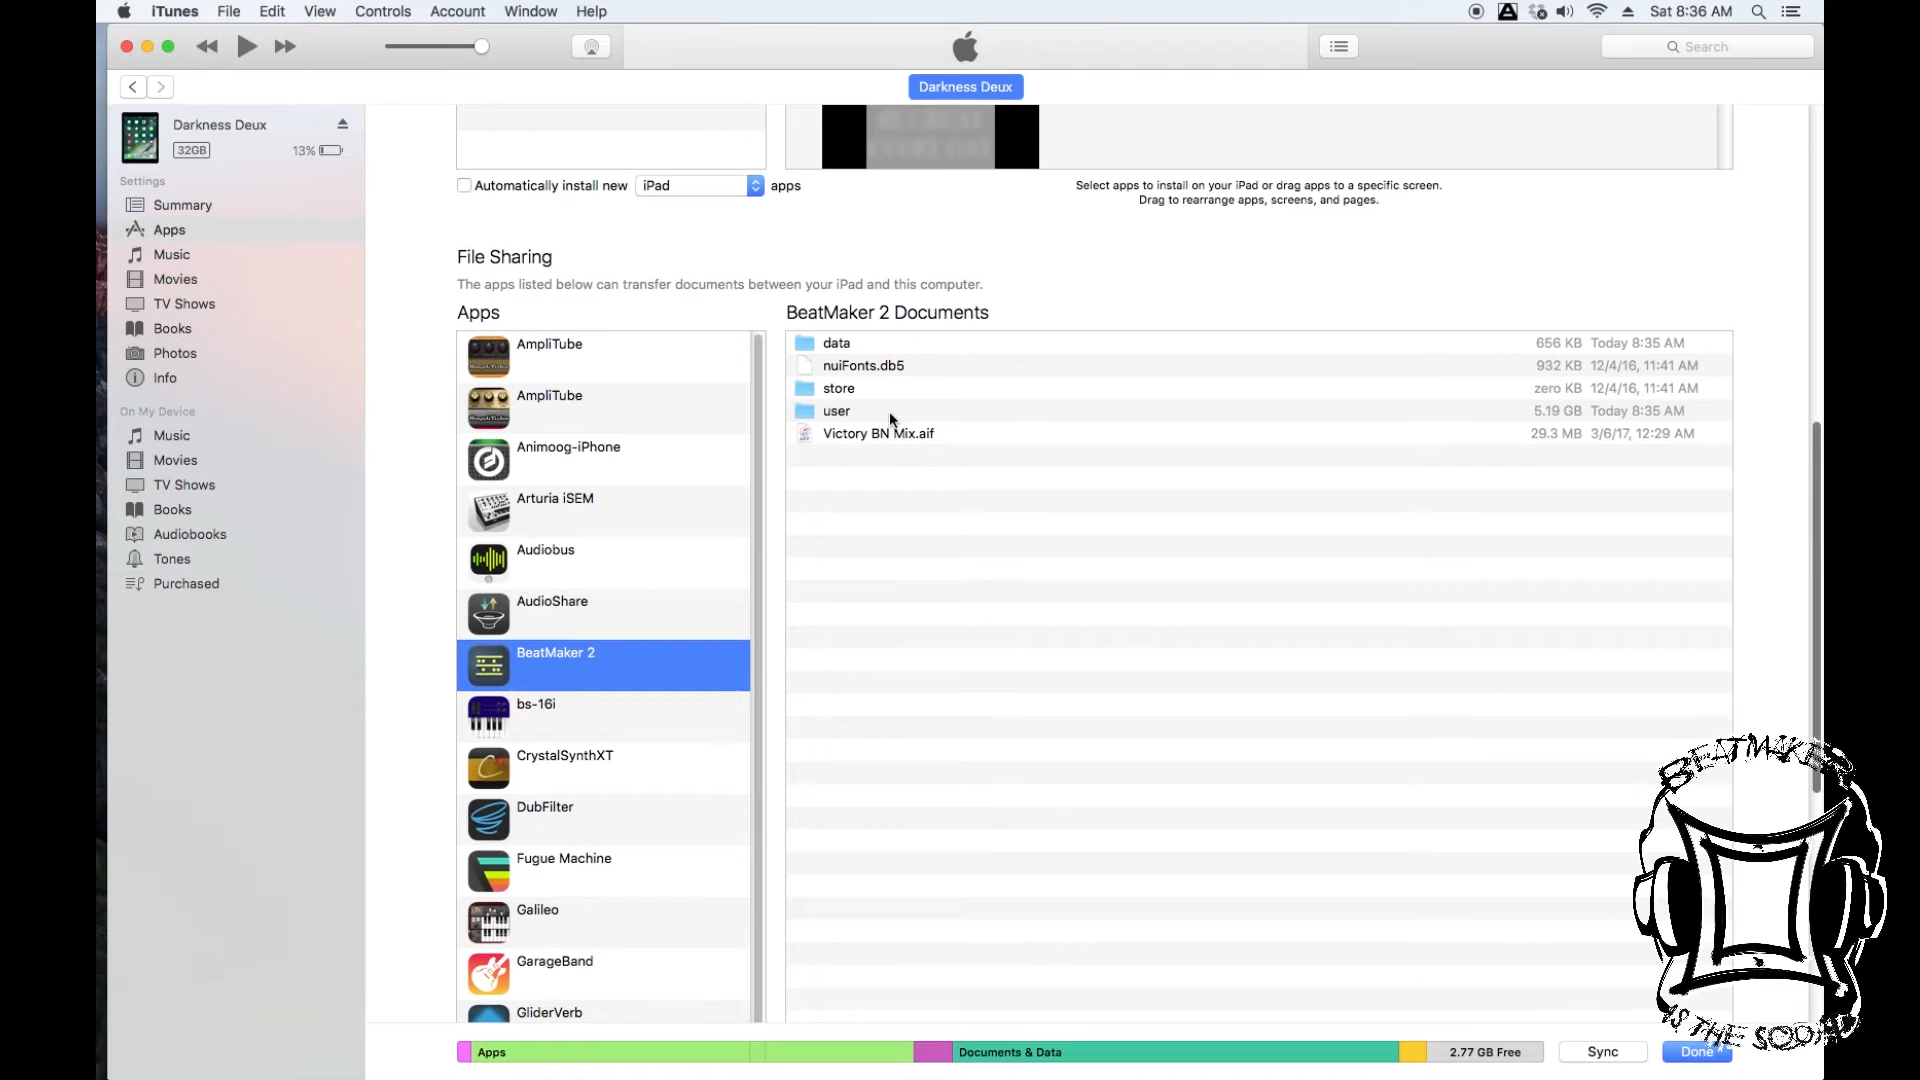 iTunes File Edit View Controls Account Window Help Sat 8:36 AM
Search
Darkness Deux
Darkness Deux
32GB 13%
Settings
Summary
Apps
Music
Movies
TV Shows
Books
Photos
Info
On My Device
Music
Movies
TV Shows
Books
Audiobooks
Tones
Purchased
Automatically install new iPad apps
Select apps to install on your iPad or drag apps to a specific screen.
Drag to rearrange apps, screens, and pages.
File Sharing
The apps listed below can transfer documents between your iPad and this computer.
Apps
AmpliTube
AmpliTube
Animoog-iPhone
Arturia iSEM
Audiobus
AudioShare
BeatMaker 2
bs-16i
CrystalSynthXT
DubFilter
Fugue Machine
Galileo
GarageBand
GliderVerb
BeatMaker 2 Documents
data 656 KB Today 8:35 AM
nuiFonts.db5 932 KB 12/4/16, 11:41 AM
store zero KB 12/4/16, 11:41 AM
user 5.19 GB Today 8:35 AM
Victory BN Mix.aif 29.3 MB 3/6/17, 12:29 AM
Apps Documents & Data 2.77 GB Free Sync Done
BEATMAKER
IS THE SOOND